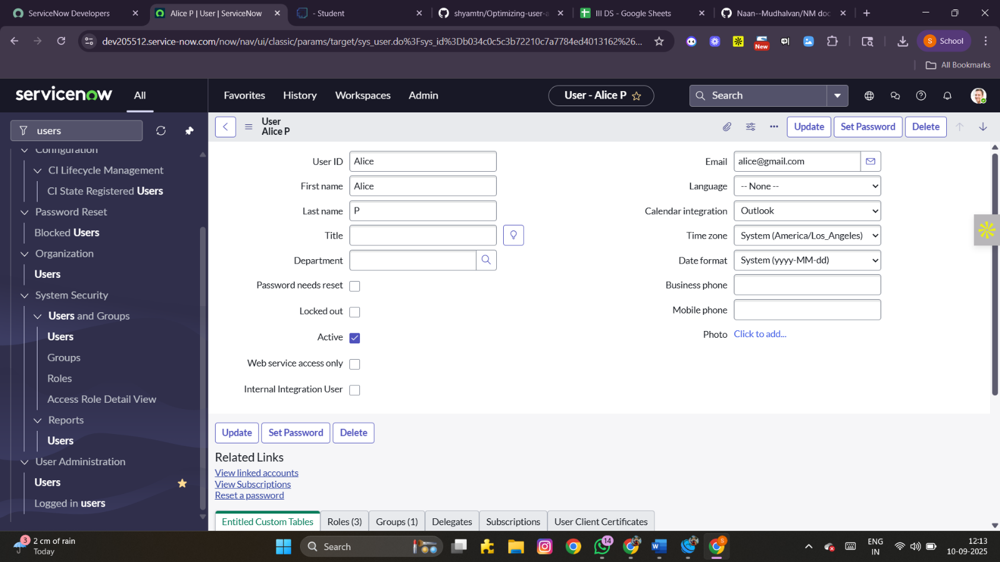 ServiceNow Developers
Alice P | User | ServiceNow
- Student
shyamtn/Optimizing-user-a
III DS - Google Sheets
Naan--Mudhalvan/NM doc
dev205512.service-now.com/now/nav/ui/classic/params/target/sys_user.do%3Fsys_id%3Db034c0c5c3b72210c7a7784ed4013162%26...
New
S School
All Bookmarks
servicenow
All
Favorites
History
Workspaces
Admin
User - Alice P
Search
users
User
Alice P
Update
Set Password
Delete
Configuration
CI Lifecycle Management
CI State Registered Users
Password Reset
Blocked Users
Organization
Users
System Security
Users and Groups
Users
Groups
Roles
Access Role Detail View
Reports
Users
User Administration
Users
Logged in users
User ID Alice
First name Alice
Last name P
Title
Department
Password needs reset
Locked out
Active
Web service access only
Internal Integration User
Email alice@gmail.com
Language -- None --
Calendar integration Outlook
Time zone System (America/Los_Angeles)
Date format System (yyyy-MM-dd)
Business phone
Mobile phone
Photo Click to add...
Update
Set Password
Delete
Related Links
View linked accounts
View Subscriptions
Reset a password
Entitled Custom Tables
Roles (3)
Groups (1)
Delegates
Subscriptions
User Client Certificates
3
2 cm of rain
Today
Search
14
S
ENG
IN
12:13
10-09-2025